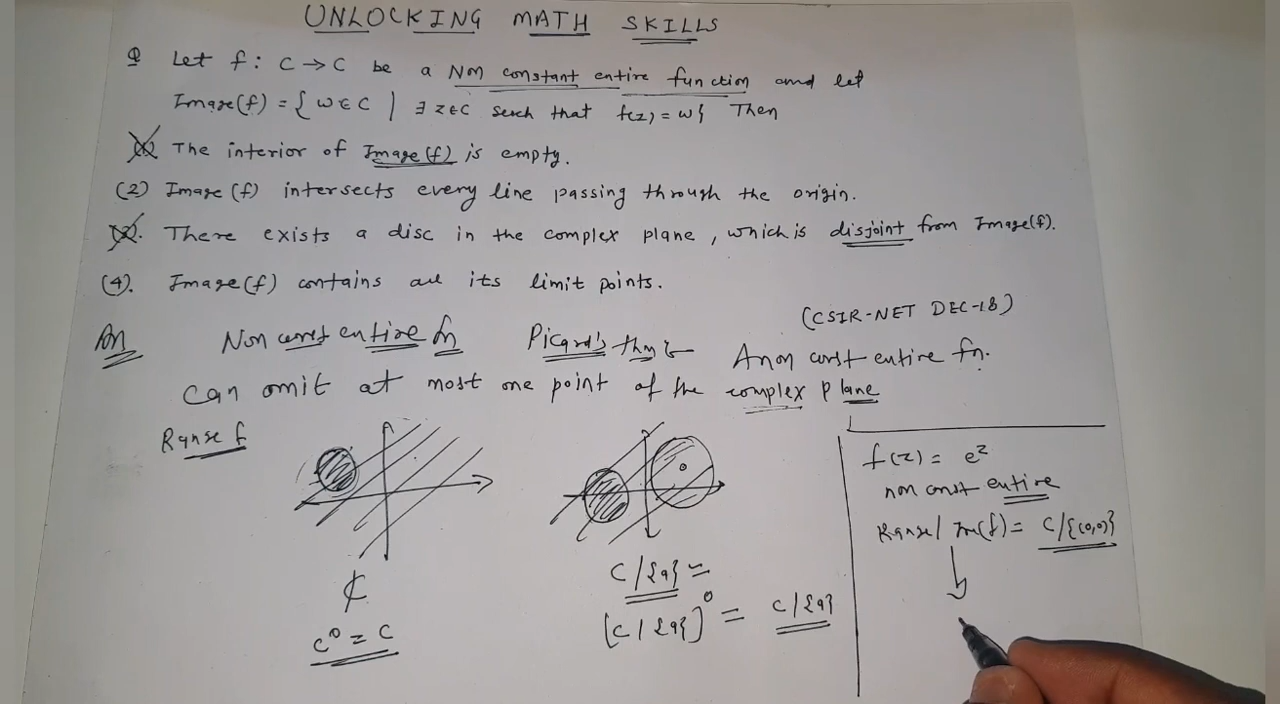 UNLOCKING MATH SKILLS
Q Let f: C → C be a Non constant entire function and let
Image(f) = { w ∈ C | ∃ z ∈ C such that f(z) = w} Then
The interior of Image(f) is empty.
(2) Image (f) intersects every line passing through the origin.
There exists a disc in the complex plane, which is disjoint from Image(f).
(4). Image(f) contains all its limit points.
(CSIR-NET DEC-18)
An Non const entire fn Picard's thm:- A non const entire fn.
can omit at most one point of the complex plane
Range f
f(z) = e^z
non const entire
Range/ Im(f) = C/{(0,0)}
₵
C° = C
C/{a} =
[C/{a}]° = C/{a}